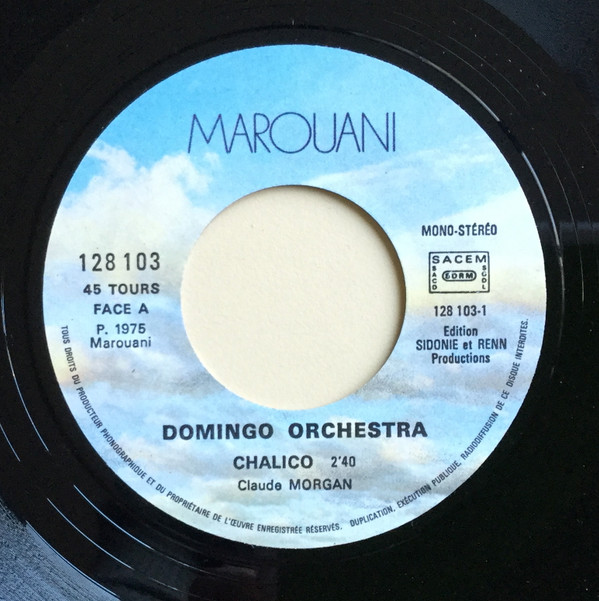 MAROUANI
128 103
45 TOURS
FACE A
P. 1975
Marouani
MONO-STÉRÉO
SACEM
SACD
SDRM
SGDL
128 103-1
Edition
SIDONIE et RENN
Productions
DOMINGO ORCHESTRA
CHALICO 2'40
Claude MORGAN
TOUS DROITS DU PRODUCTEUR PHONOGRAPHIQUE ET DU PROPRIÉTAIRE DE L'ŒUVRE ENREGISTRÉE RÉSERVÉS. DUPLICATION, EXÉCUTION PUBLIQUE, RADIODIFFUSION DE CE DISQUE INTERDITES.